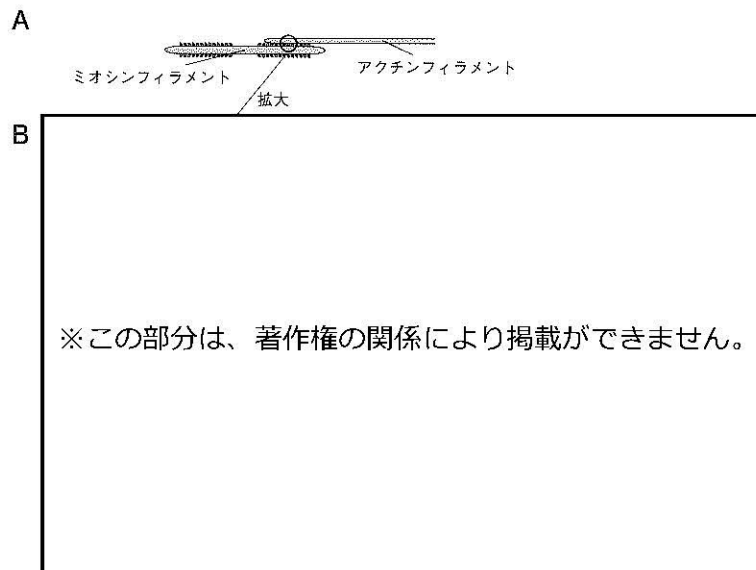 A
ミオシンフィラメント
アクチンフィラメント
拡大
B
※この部分は、著作権の関係により掲載ができません。